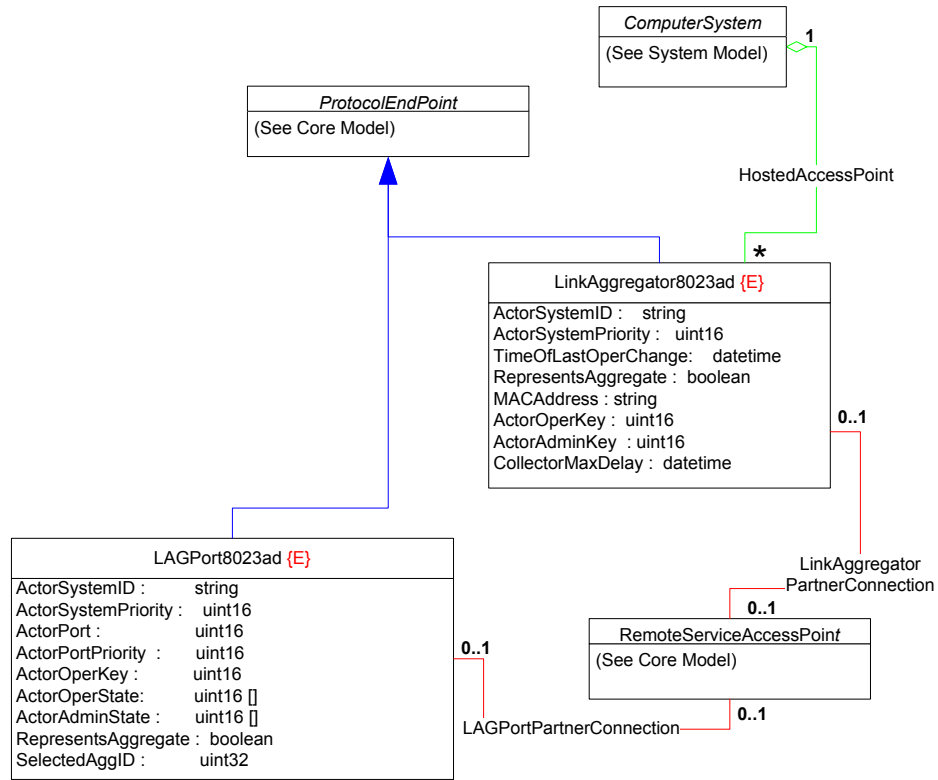 ComputerSystem
(See System Model)
1
ProtocolEndPoint
(See Core Model)
HostedAccessPoint
*
LinkAggregator8023ad {E}
ActorSystemID : string
ActorSystemPriority : uint16
TimeOfLastOperChange: datetime
RepresentsAggregate : boolean
MACAddress : string
ActorOperKey : uint16
ActorAdminKey : uint16
CollectorMaxDelay : datetime
0..1
LinkAggregator
PartnerConnection
0..1
RemoteServiceAccessPoint
(See Core Model)
0..1
LAGPortPartnerConnection
0..1
LAGPort8023ad {E}
ActorSystemID : string
ActorSystemPriority : uint16
ActorPort : uint16
ActorPortPriority : uint16
ActorOperKey : uint16
ActorOperState: uint16 []
ActorAdminState : uint16 []
RepresentsAggregate : boolean
SelectedAggID : uint32